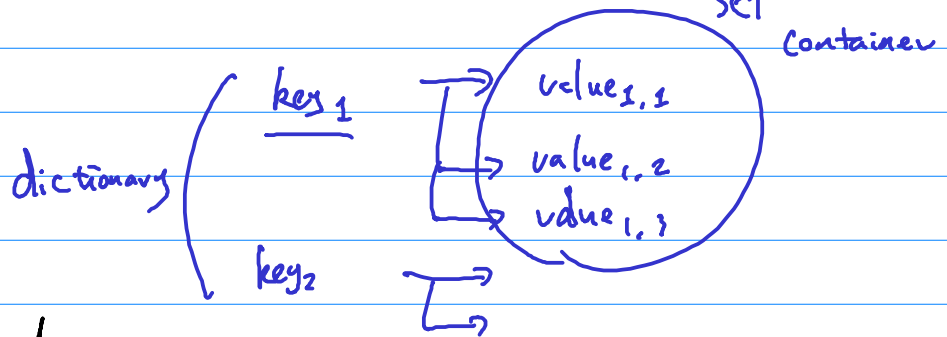 set
container
key₁
value₁,₁
dictionary
value₁,₂
value₁,₃
key₂